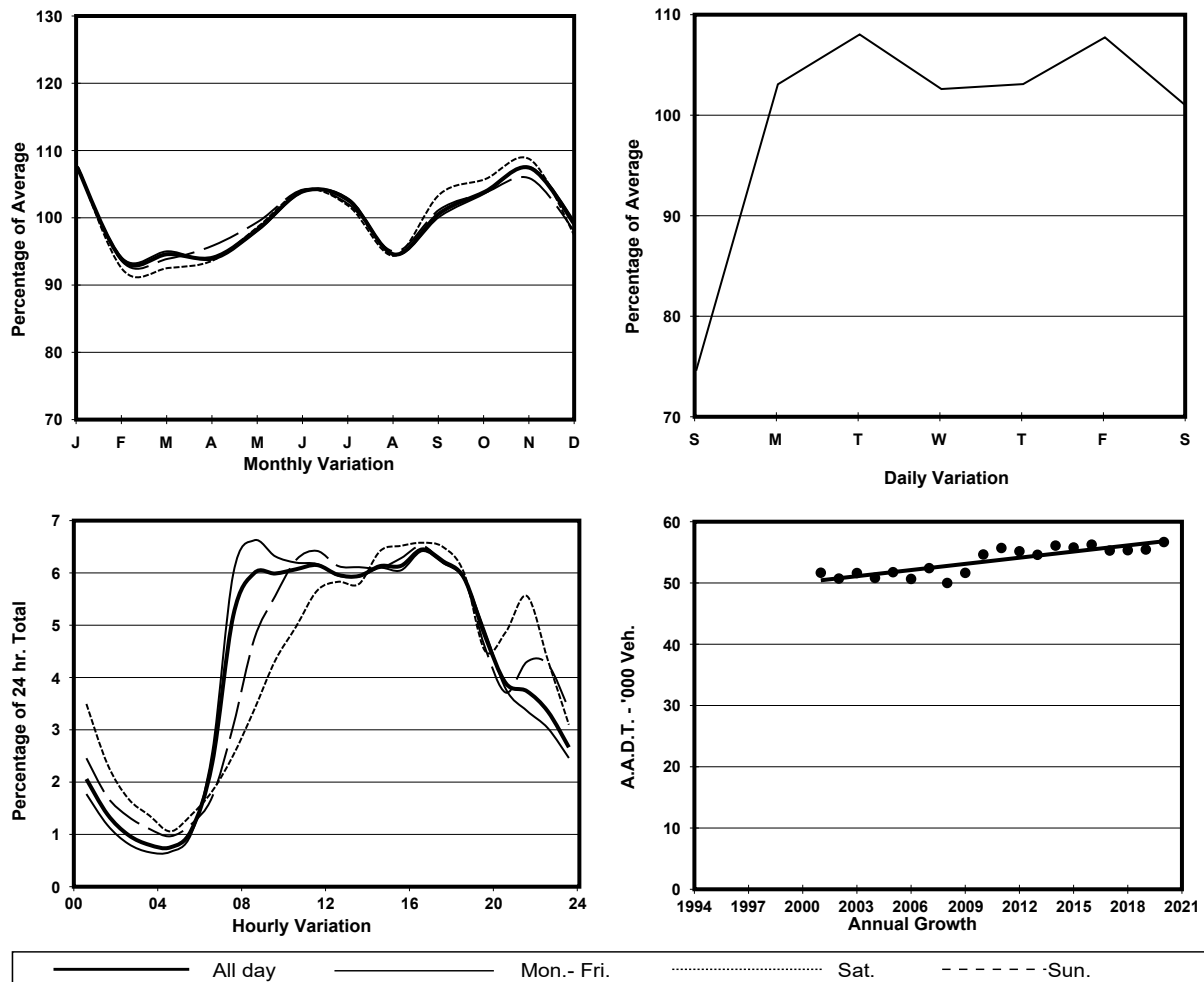 130
120
110
100
90
80
70
Percentage of Average
J F M A M J J A S O N D
Monthly Variation
110
100
90
80
70
Percentage of Average
S M T W T F S
Daily Variation
7
6
5
4
3
2
1
0
Percentage of 24 hr. Total
00 04 08 12 16 20 24
Hourly Variation
60
50
40
30
20
10
0
A.A.D.T. - '000 Veh.
1994 1997 2000 2003 2006 2009 2012 2015 2018 2021
Annual Growth
All day Mon.- Fri. Sat. Sun.